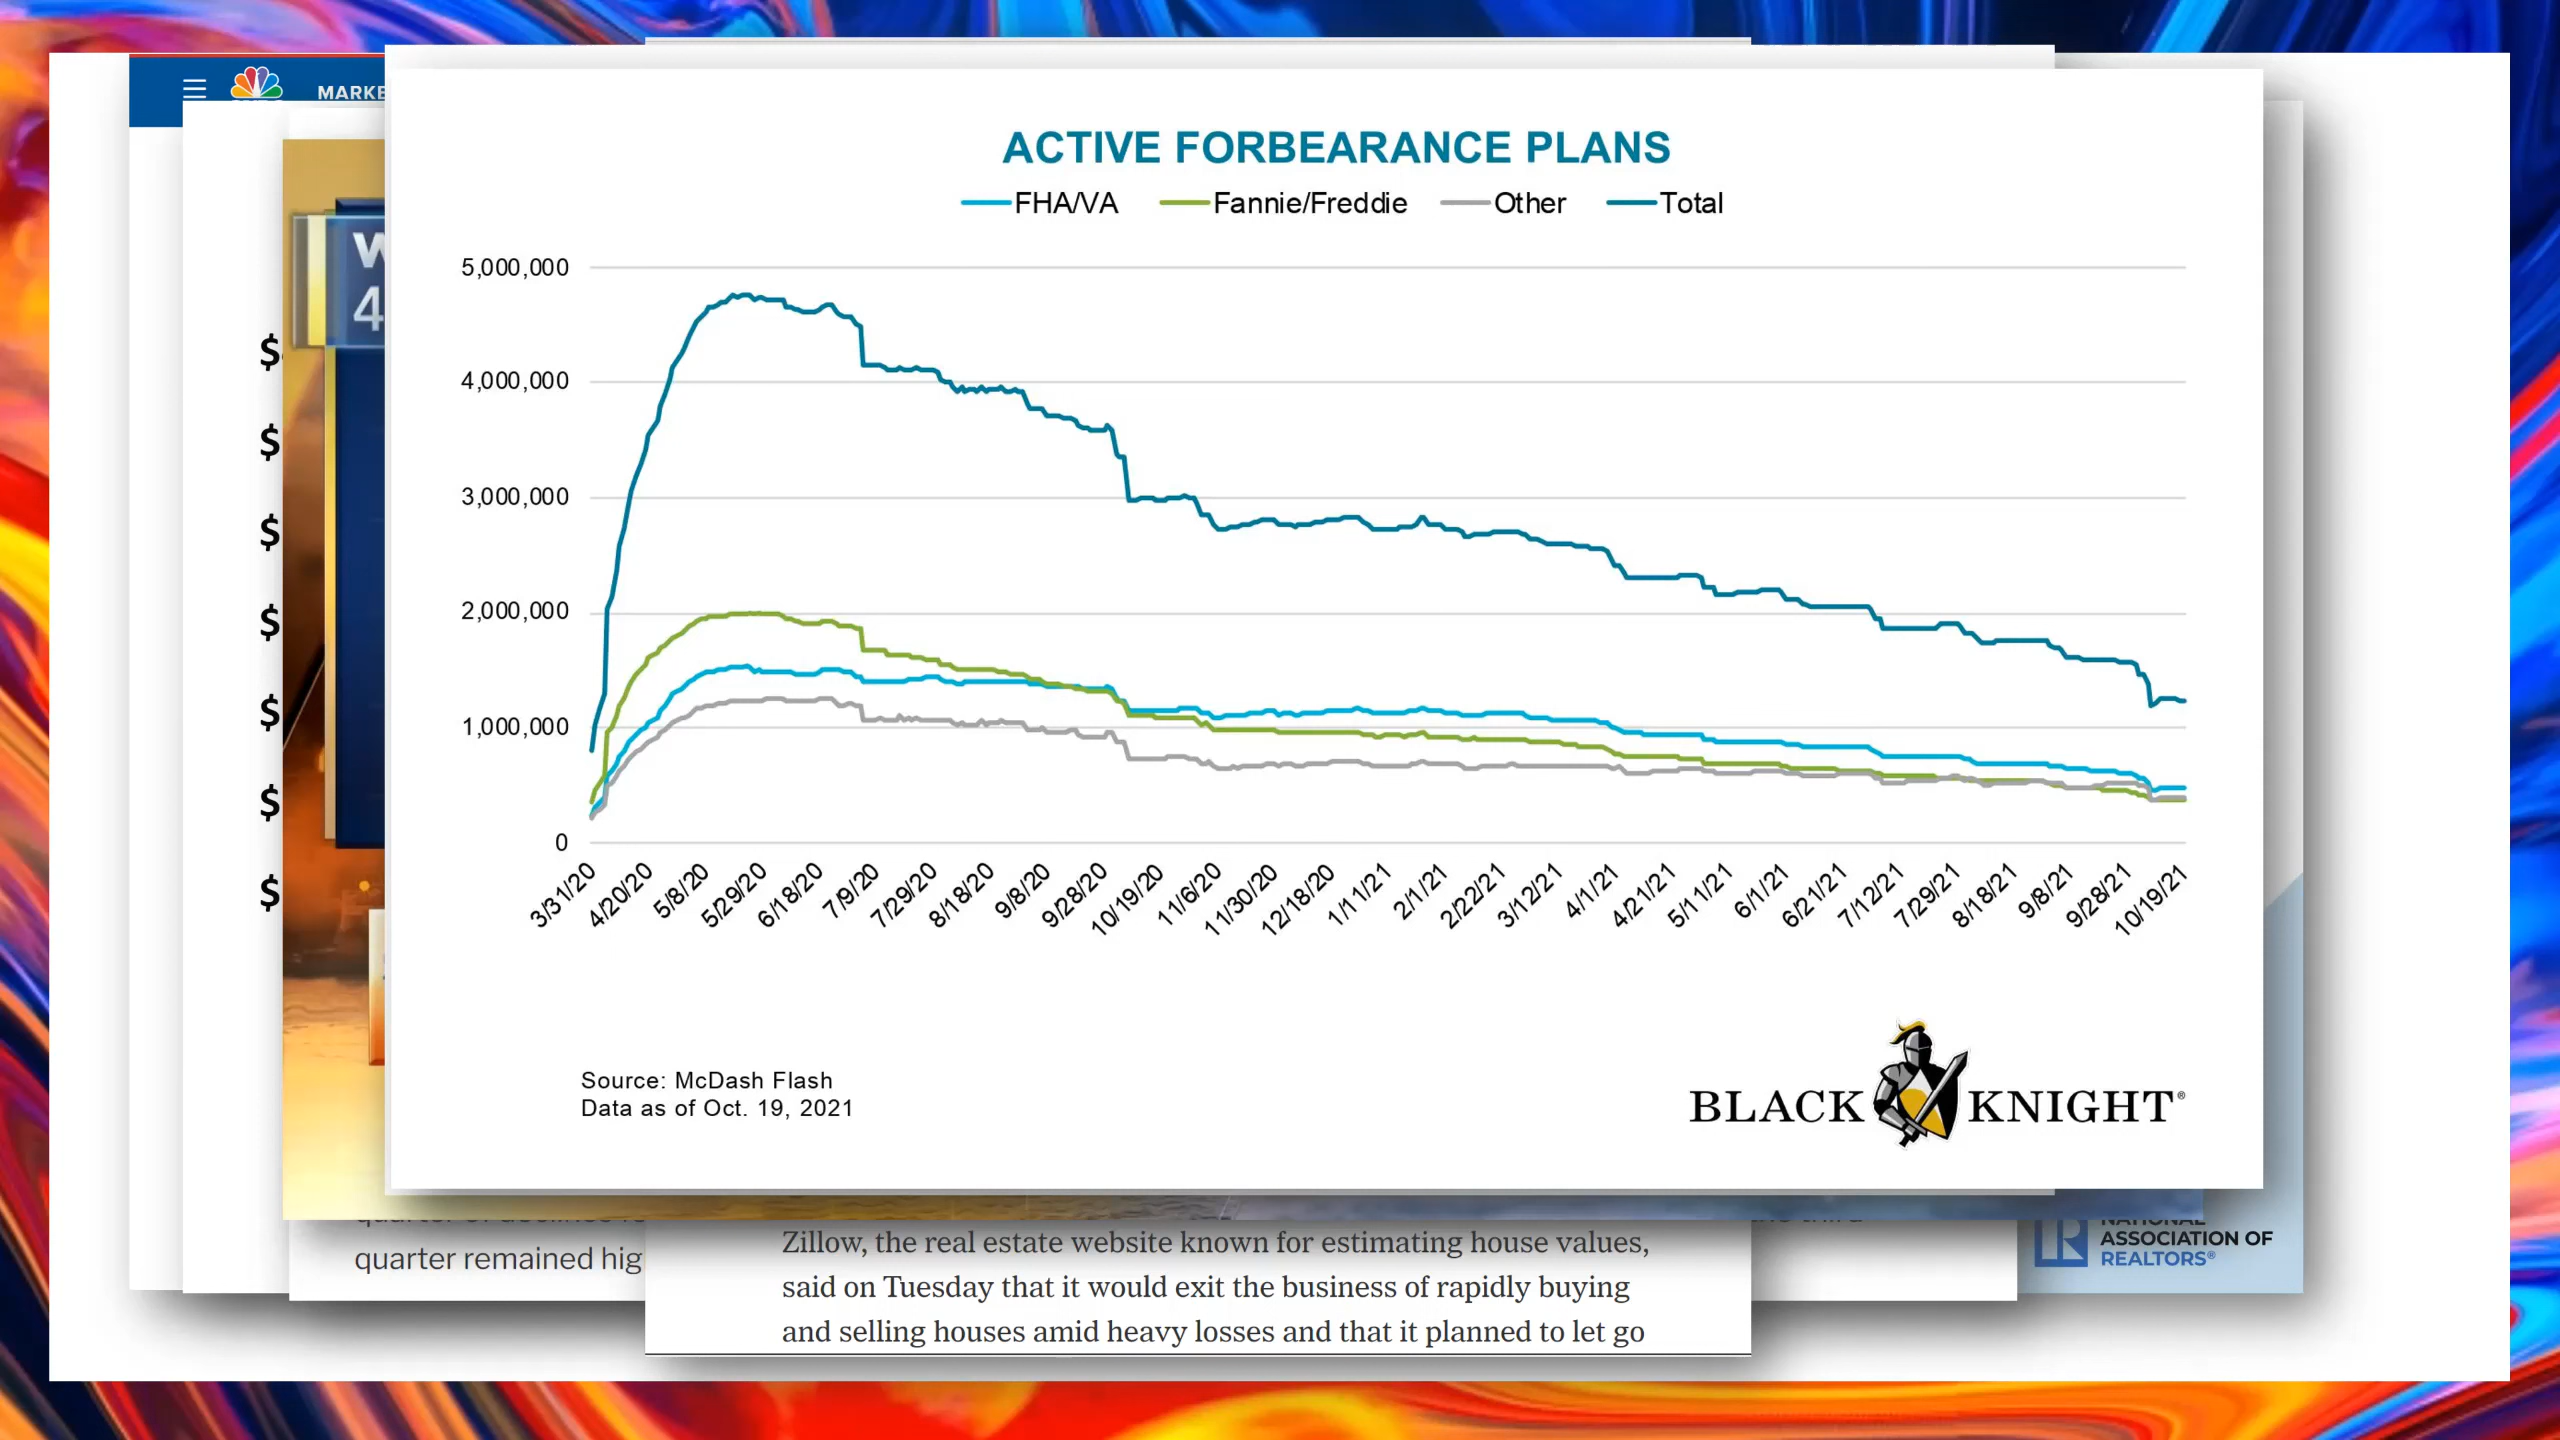 MARKE
W
4
$
$
$
$
$
$
$
ACTIVE FORBEARANCE PLANS
FHA/VA Fannie/Freddie Other Total
5,000,000
4,000,000
3,000,000
2,000,000
1,000,000
0
3/31/20 4/20/20 5/8/20 5/29/20 6/18/20 7/9/20 7/29/20 8/18/20 9/8/20 9/28/20 10/19/20 11/6/20 11/30/20 12/18/20 1/11/21 2/1/21 2/22/21 3/12/21 4/1/21 4/21/21 5/11/21 6/1/21 6/21/21 7/12/21 7/29/21 8/18/21 9/8/21 9/28/21 10/19/21
Source: McDash Flash
Data as of Oct. 19, 2021
BLACK KNIGHT®
quarter remained hig
Zillow, the real estate website known for estimating house values,
said on Tuesday that it would exit the business of rapidly buying
and selling houses amid heavy losses and that it planned to let go
NATIONAL
ASSOCIATION OF
REALTORS®